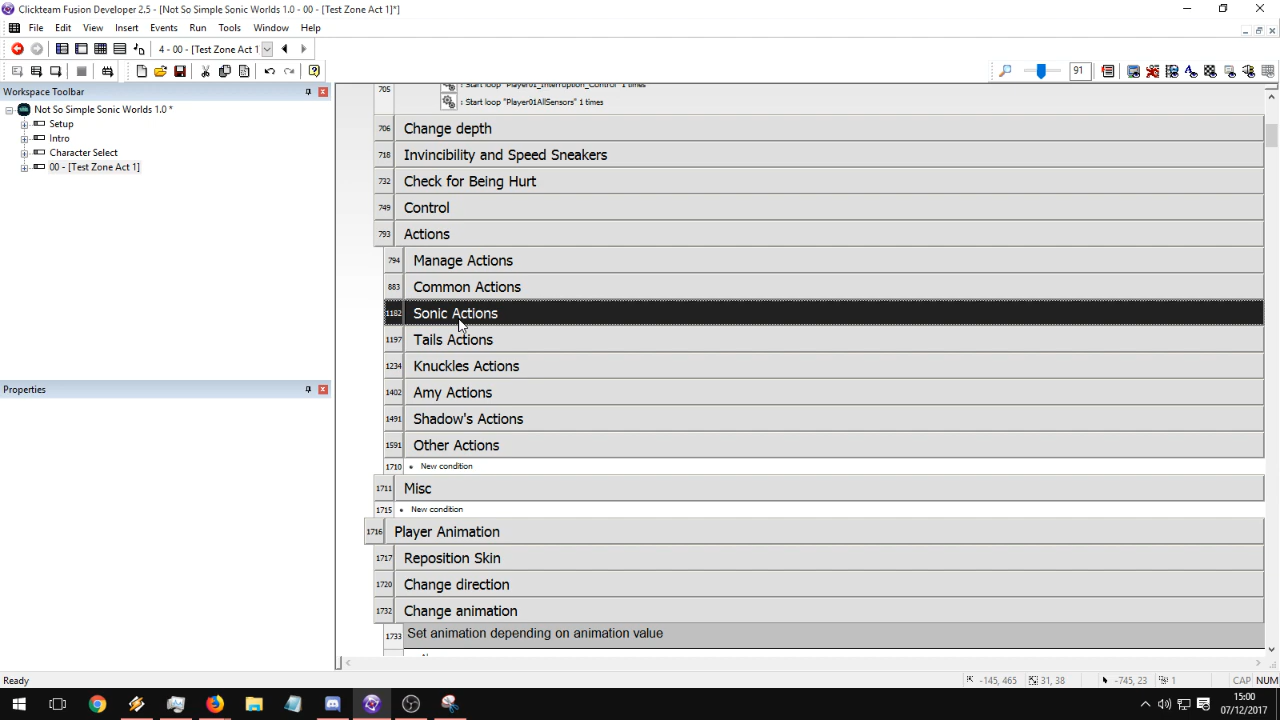 Clickteam Fusion Developer 2.5 - [Not So Simple Sonic Worlds 1.0 - 00 - [Test Zone Act 1]*]
File Edit View Insert Events Run Tools Window Help
4 - 00 - [Test Zone Act 1
91
Workspace Toolbar
Not So Simple Sonic Worlds 1.0 *
Setup
Intro
Character Select
00 - [Test Zone Act 1]
Properties
705
: Start loop "Player01_Interruption_Control" 1 times
: Start loop "Player01AllSensors" 1 times
706 Change depth
718 Invincibility and Speed Sneakers
732 Check for Being Hurt
749 Control
793 Actions
794 Manage Actions
883 Common Actions
1182 Sonic Actions
1197 Tails Actions
1234 Knuckles Actions
1402 Amy Actions
1491 Shadow's Actions
1591 Other Actions
1710 • New condition
1711 Misc
1715 • New condition
1716 Player Animation
1717 Reposition Skin
1720 Change direction
1732 Change animation
1733 Set animation depending on animation value
Ready
-145, 465 31, 38 -745, 23 1 CAP NUM
15:00
07/12/2017